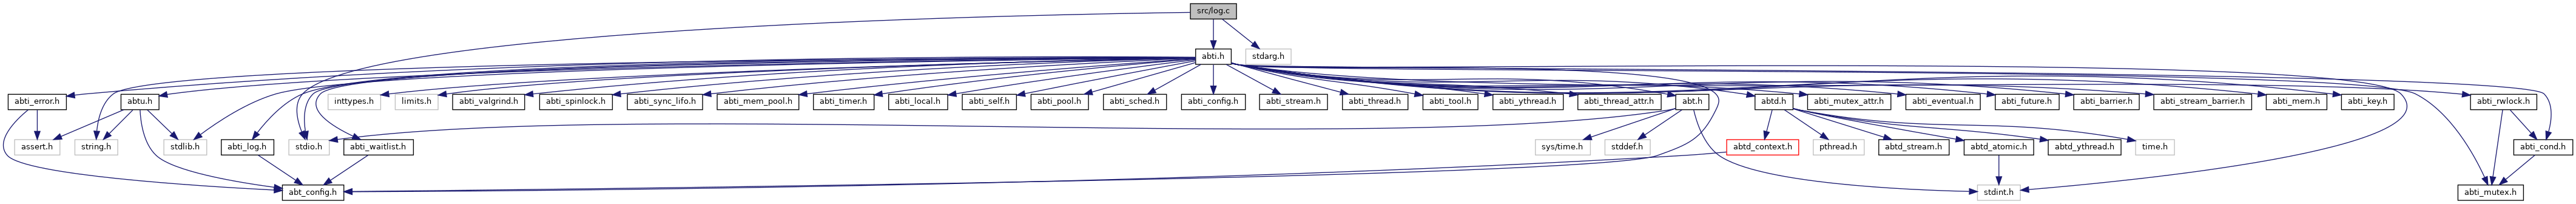 src/log.c
abti.h
stdarg.h
abti_error.h
abtu.h
inttypes.h
limits.h
abti_valgrind.h
abti_spinlock.h
abti_sync_lifo.h
abti_mem_pool.h
abti_timer.h
abti_local.h
abti_self.h
abti_pool.h
abti_sched.h
abti_config.h
abti_stream.h
abti_thread.h
abti_tool.h
abti_ythread.h
abti_thread_attr.h
abt.h
abtd.h
abti_mutex_attr.h
abti_eventual.h
abti_future.h
abti_barrier.h
abti_stream_barrier.h
abti_mem.h
abti_key.h
abti_rwlock.h
assert.h
string.h
stdlib.h
abti_log.h
stdio.h
abti_waitlist.h
sys/time.h
stddef.h
abtd_context.h
pthread.h
abtd_stream.h
abtd_atomic.h
abtd_ythread.h
time.h
abti_cond.h
abt_config.h
stdint.h
abti_mutex.h